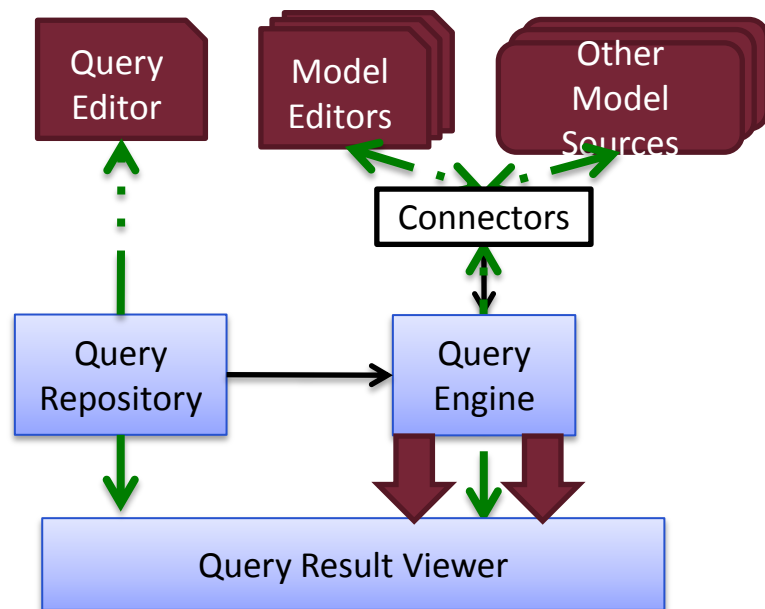 Query
Editor
Model
Editors
Other
Model
Sources
Connectors
Query
Repository
Query
Engine
Query Result Viewer